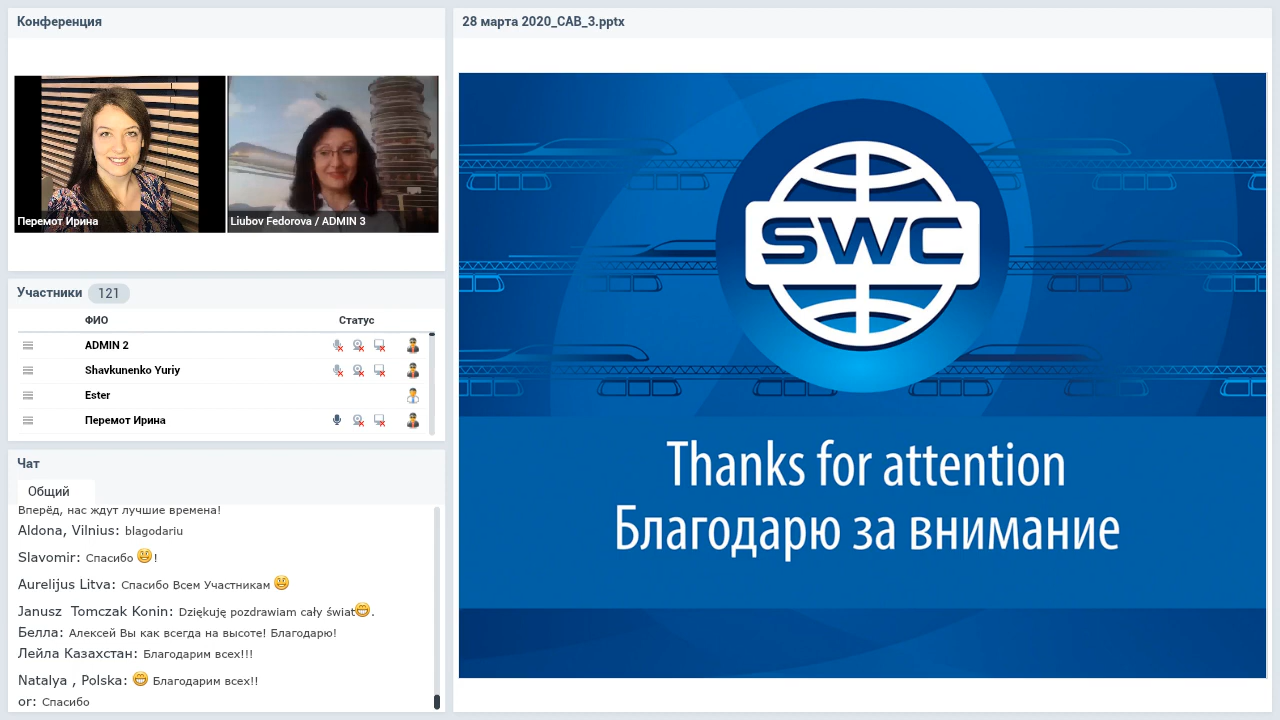 Конференция
Перемот Ирина
Liubov Fedorova / ADMIN 3
Участники 121
ФИО Статус
ADMIN 2
Shavkunenko Yuriy
Ester
Перемот Ирина
Чат
Общий
Вперёд, нас ждут лучшие времена!
Aldona, Vilnius: blagodariu
Slavomir: Спасибо !
Aurelijus Litva: Спасибо Всем Участникам
Janusz Tomczak Konin: Dziękuję pozdrawiam cały świat.
Белла: Алексей Вы как всегда на высоте! Благодарю!
Лейла Казахстан: Благодарим всех!!!
Natalya , Polska: Благодарим всех!!
or: Спасибо
28 марта 2020_САВ_3.pptx
SWC
Thanks for attention
Благодарю за внимание